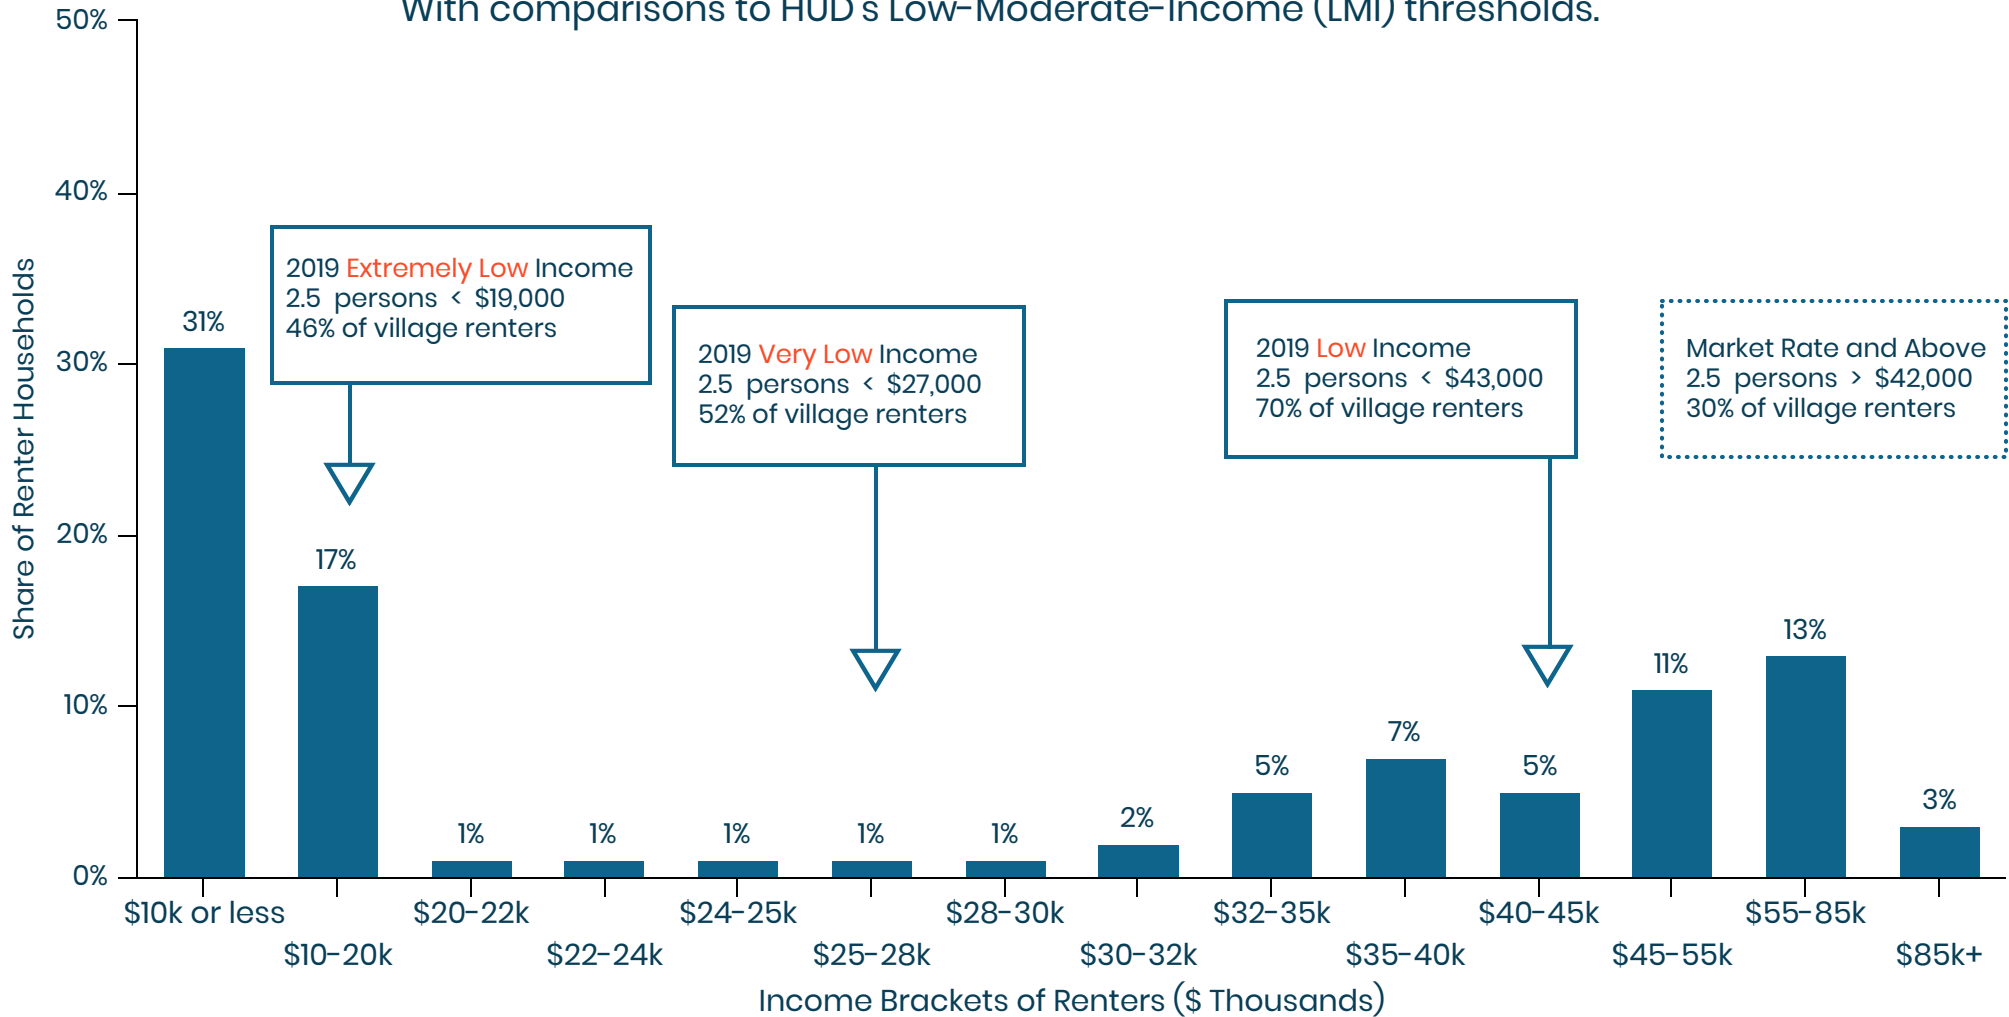 With comparisons to HUD's Low-Moderate-Income (LMI) thresholds.
50%
40%
30%
20%
10%
0%
Share of Renter Households
2019 Extremely Low Income
2.5 persons < $19,000
46% of village renters
2019 Very Low Income
2.5 persons < $27,000
52% of village renters
2019 Low Income
2.5 persons < $43,000
70% of village renters
Market Rate and Above
2.5 persons > $42,000
30% of village renters
31%
17%
1%
1%
1%
1%
1%
2%
5%
7%
5%
11%
13%
3%
$10k or less
$10-20k
$20-22k
$22-24k
$24-25k
$25-28k
$28-30k
$30-32k
$32-35k
$35-40k
$40-45k
$45-55k
$55-85k
$85k+
Income Brackets of Renters ($ Thousands)